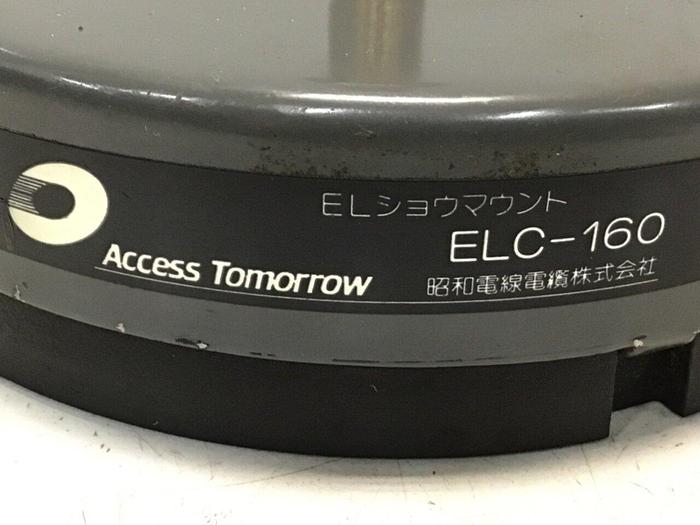 ELショウマウント
ELC-160
Access Tomorrow
昭和電線電纜株式会社